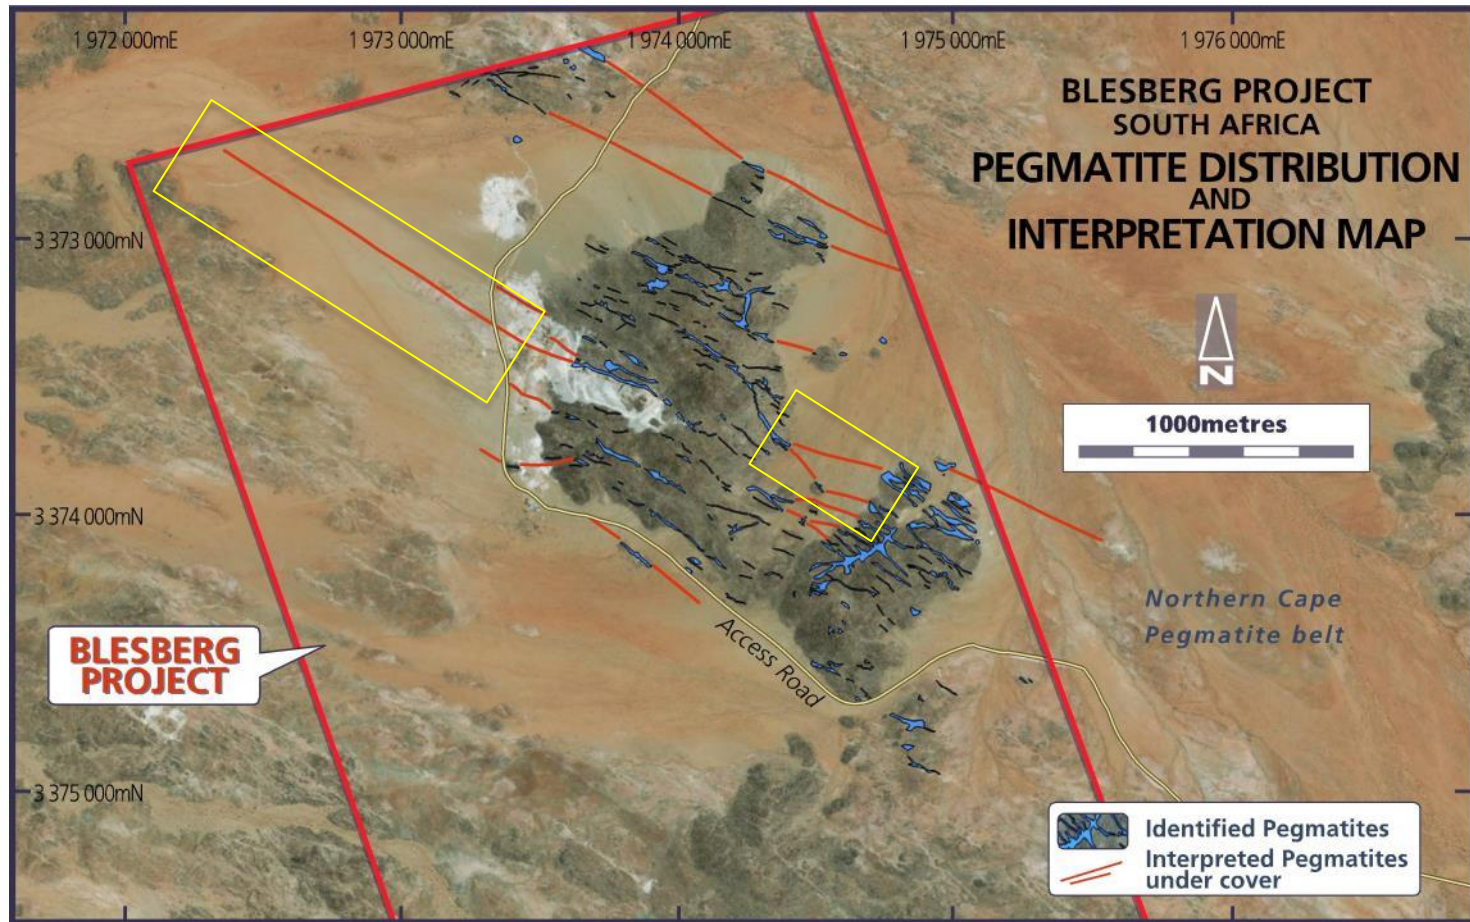 1 972 000mE
1 973 000mE
1 974 000mE
1 975 000mE
1 976 000mE
BLESBERG PROJECT
SOUTH AFRICA
PEGMATITE DISTRIBUTION
AND
INTERPRETATION MAP
3 373 000mN
N
1000metres
3 374 000mN
Northern Cape
Pegmatite belt
Access Road
BLESBERG
PROJECT
3 375 000mN
Identified Pegmatites
Interpreted Pegmatites
under cover